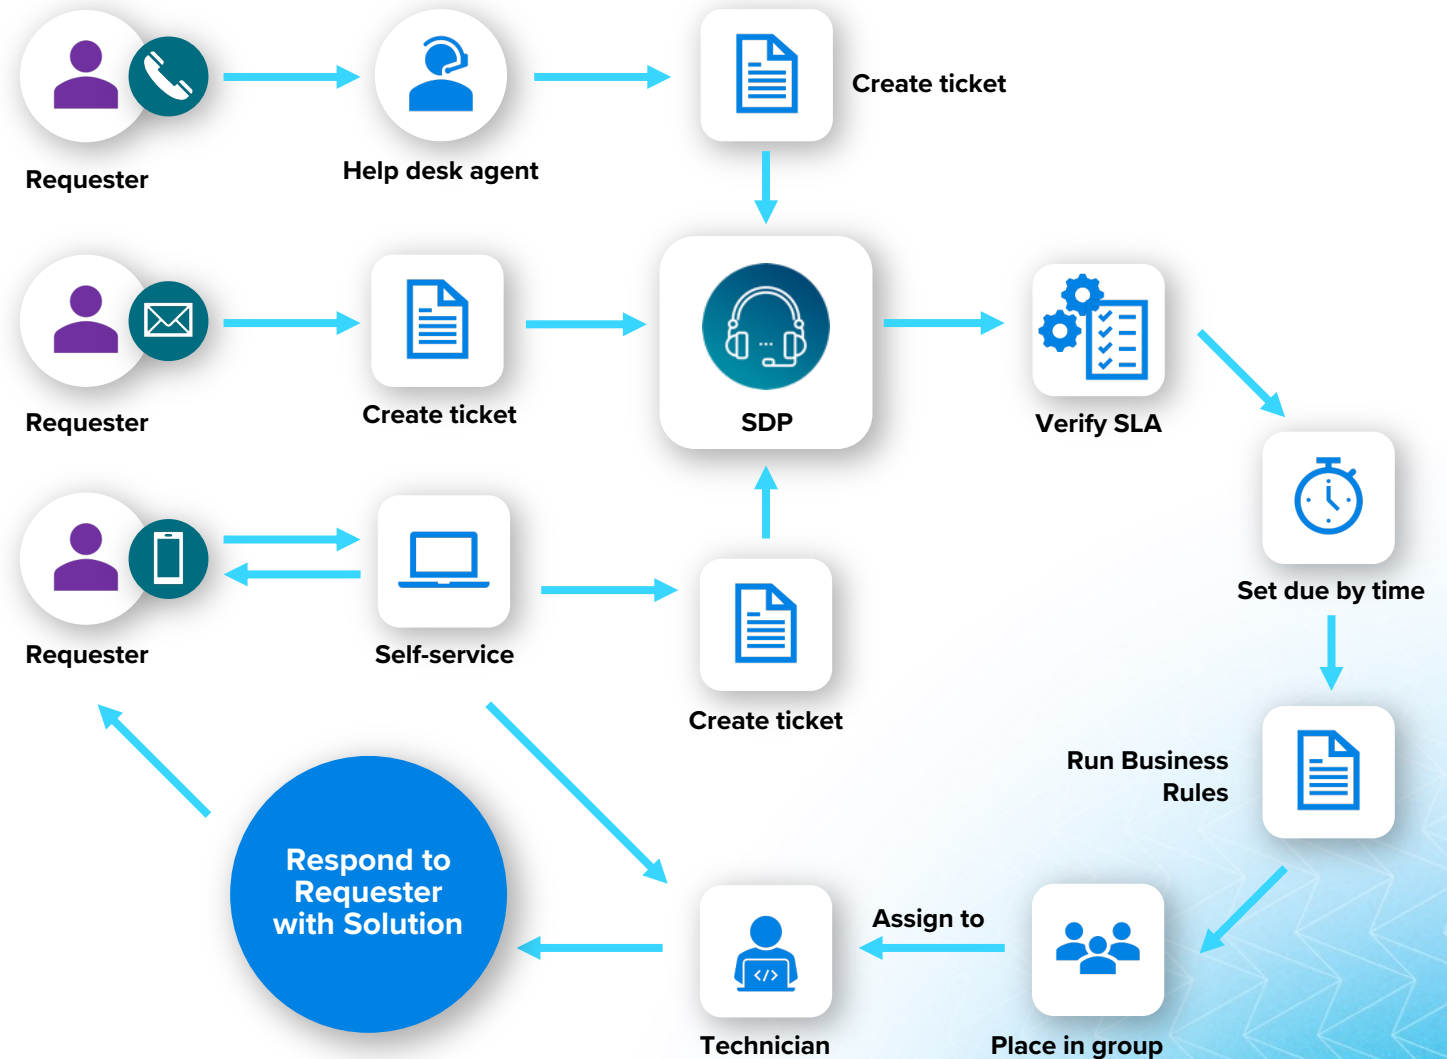 Create ticket
Requester
Help desk agent
Requester
Create ticket
SDP
Verify SLA
Set due by time
Requester
Self-service
Create ticket
Run Business
Rules
Respond to
Requester
with Solution
Assign to
</>
Technician
Place in group